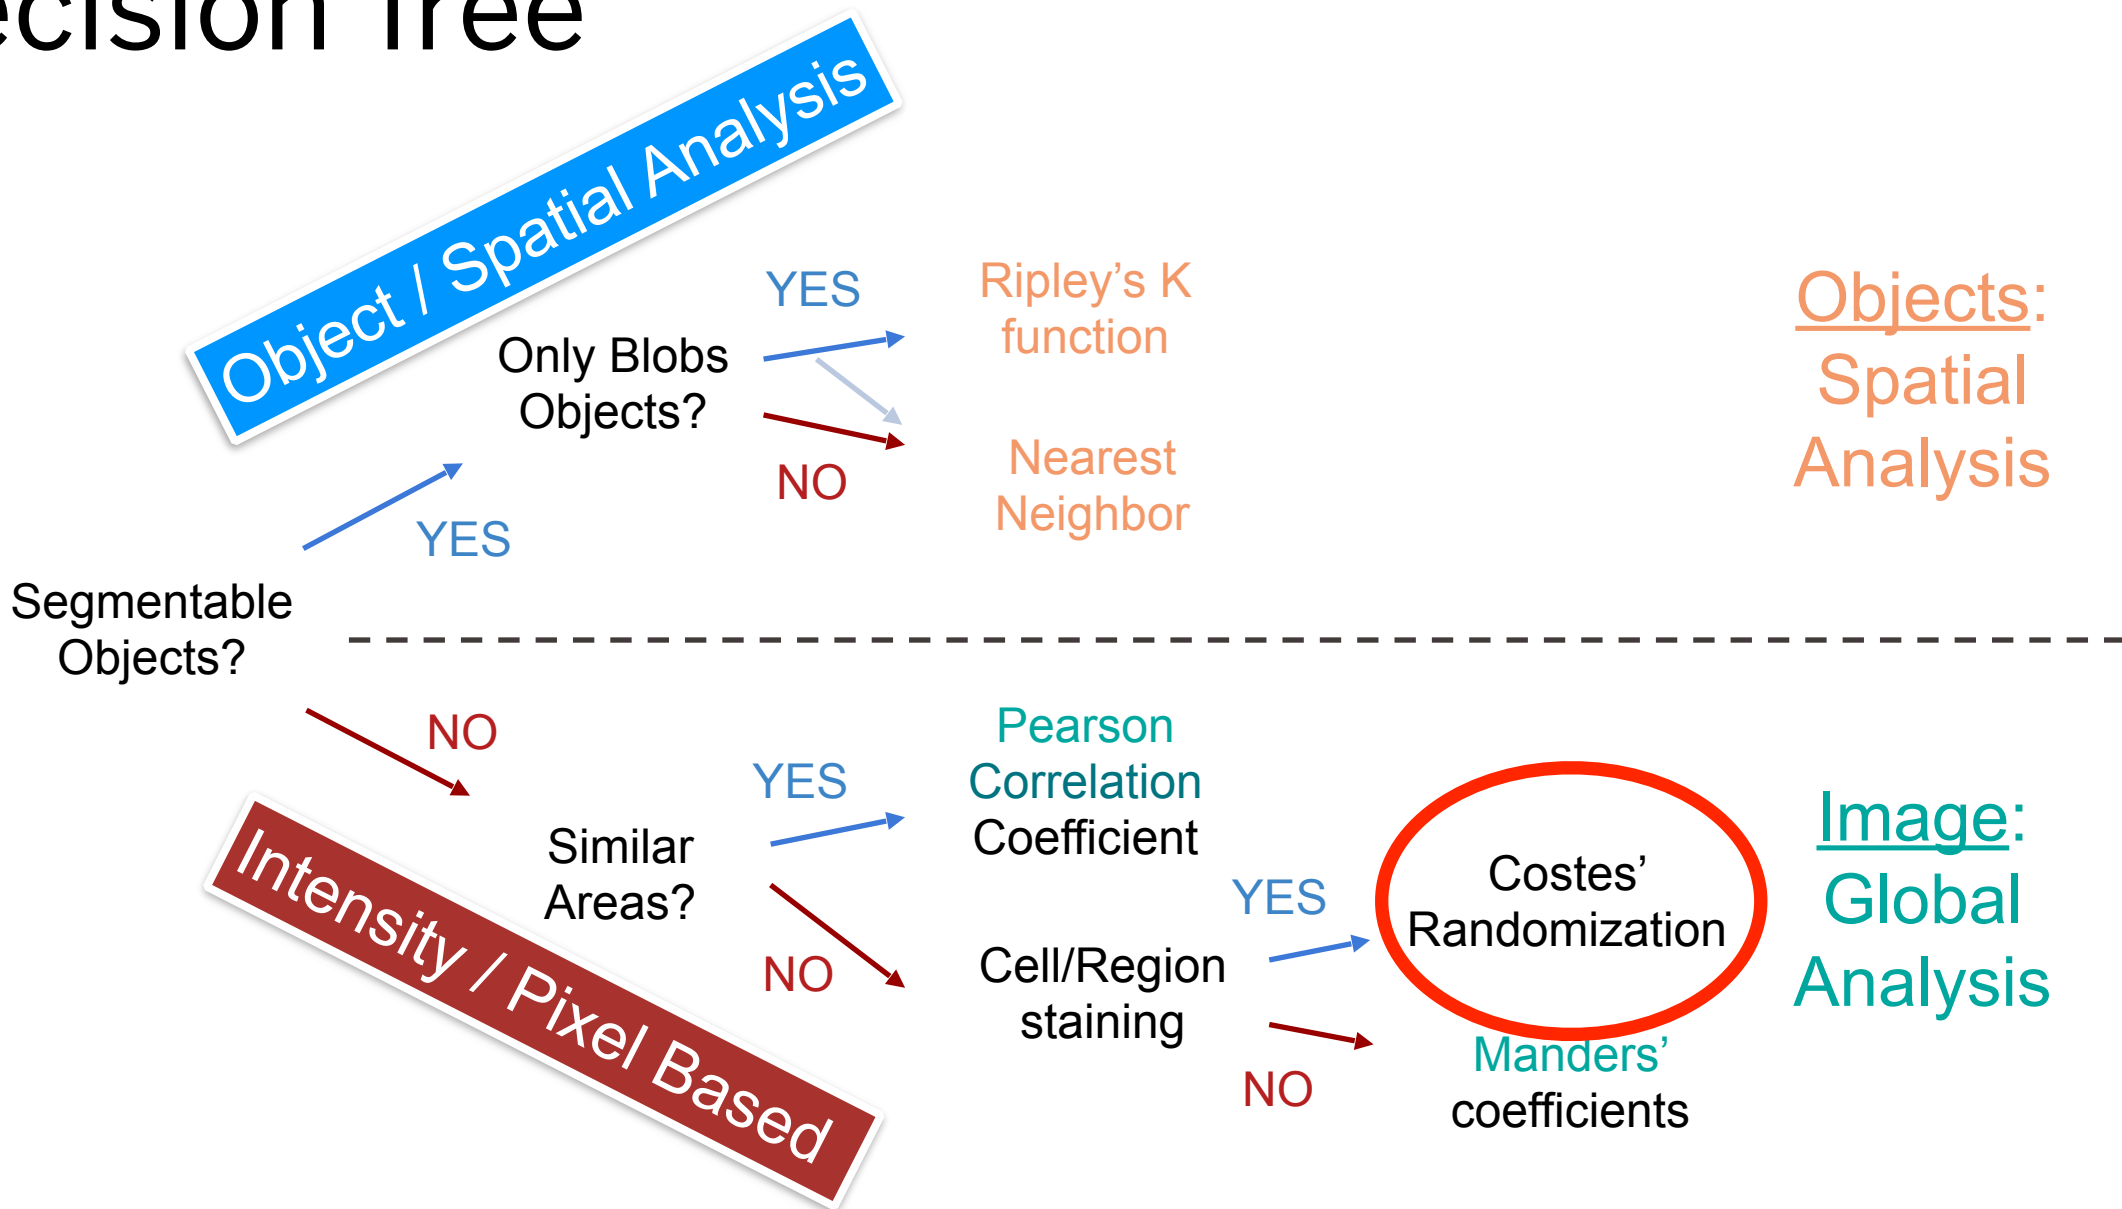 Tree
Object / Spatial Analysis
YES
Ripley’s K
function
Objects:
Spatial
Analysis
Only Blobs
Objects?
NO
Nearest
Neighbor
YES
Segmentable
Objects?
NO
Intensity / Pixel Based
Similar
Areas?
YES
Pearson
Correlation
Coefficient
NO
Cell/Region
staining
YES
Costes’
Randomization
NO
Manders’
coefficients
Image:
Global
Analysis